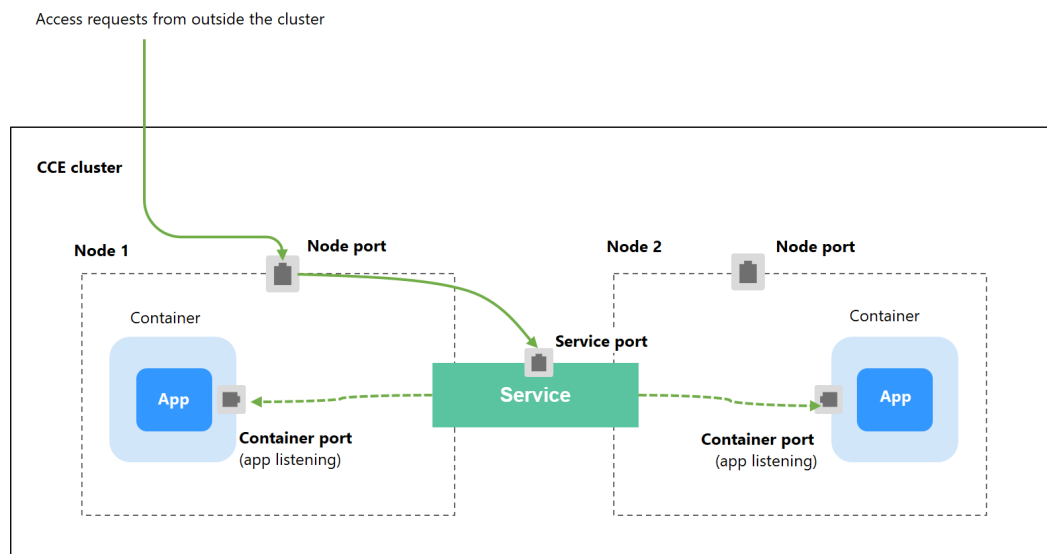 Access requests from outside the cluster
CCE cluster
Node 1
Node port
Node 2
Node port
Container
Container
Service port
App
Service
App
Container port
(app listening)
Container port
(app listening)